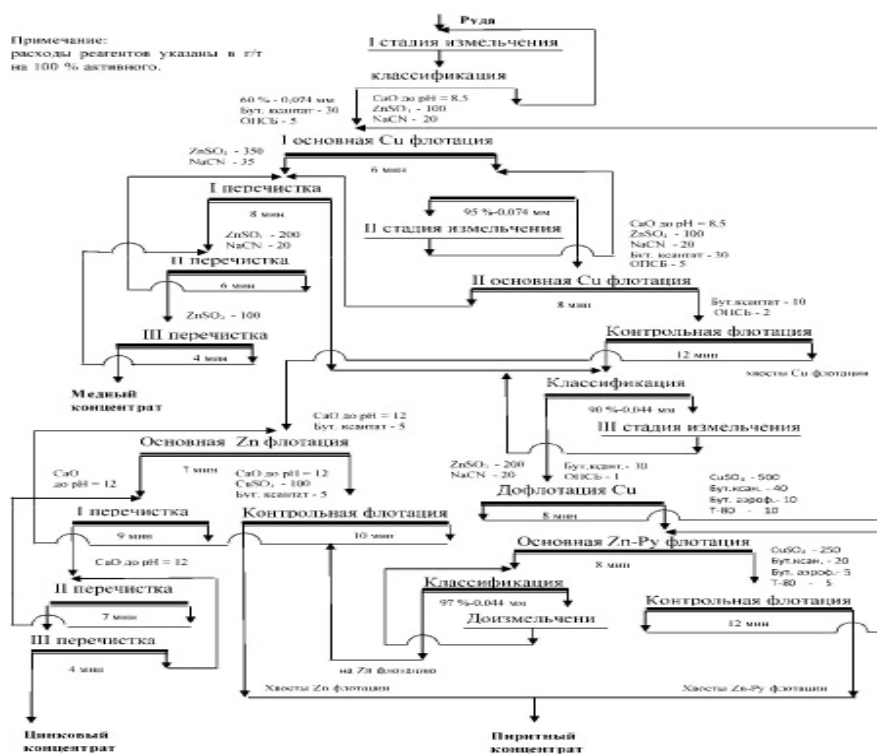 Руда
Примечание:
расходы реагентов указаны в г/т
на 100 % активного.
I стадия измельчения
классификация
60 % - 0,074 мм
Бут. ксантат - 30
ОПСБ - 5
CaO до pH = 8,5
ZnSO₄ - 100
NaCN - 20
I основная Cu флотация
6 мин
ZnSO₄ - 350
NaCN - 35
I перечистка
8 мин
95 %-0,074 мм
II стадия измельчения
ZnSO₄ - 200
NaCN - 20
CaO до pH = 8,5
ZnSO₄ - 100
NaCN - 20
Бут. ксантат - 30
ОПСБ - 5
II перечистка
6 мин
II основная Cu флотация
8 мин
ZnSO₄ - 100
Бут.ксантат - 10
ОПСБ - 2
III перечистка
4 мин
Контрольная флотация
12 мин
хвосты Cu флотации
Медный
концентрат
Классификация
90 %-0,044 мм
III стадия измельчения
CaO до pH = 12
Бут. ксантат - 5
Основная Zn флотация
7 мин
CaO
до pH = 12
CaO до pH = 12
CuSO₄ - 100
Бут. ксантат - 5
ZnSO₄ - 200
NaCN - 20
Бут.ксант.- 10
ОПСБ - 1
CuSO₄ - 500
Бут.ксан. - 40
Бут. аэроф.- 10
Т-80 - 10
Дофлотация Cu
8 мин
I перечистка
9 мин
Контрольная флотация
10 мин
Основная Zn-Py флотация
8 мин
CuSO₄ - 250
Бут.ксан. - 20
Бут. аэроф.- 5
Т-80 - 5
CaO до pH = 12
II перечистка
7 мин
Классификация
97 %-0,044 мм
Доизмельчени
Контрольная флотация
12 мин
III перечистка
4 мин
на Zn флотацию
Хвосты Zn флотации
Хвосты Zn-Py флотации
Цинковый
концентрат
Пиритный
концентрат